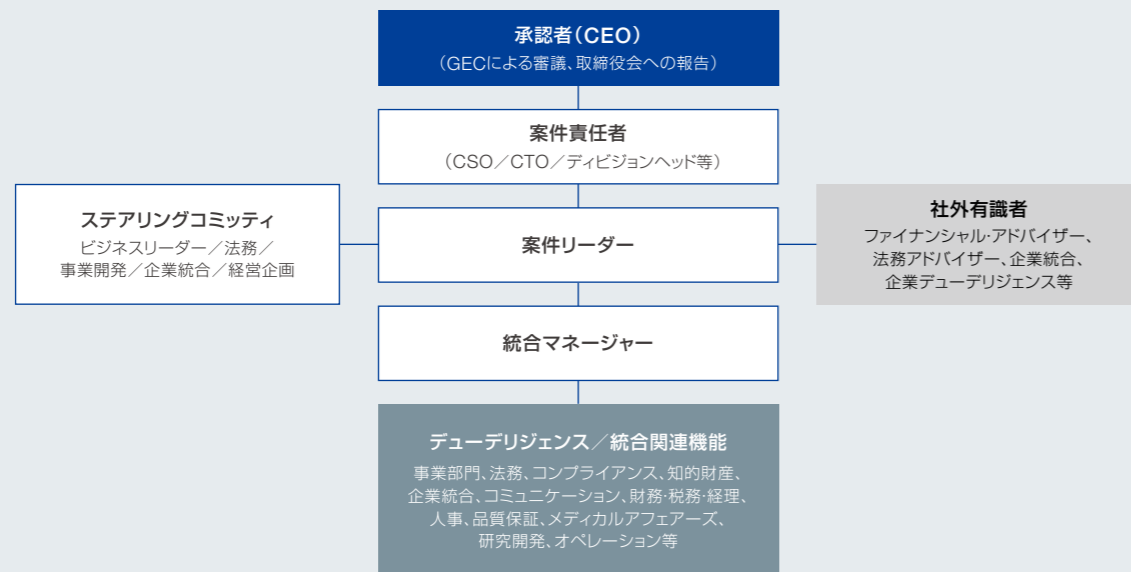 承認者（CEO）
（GECによる審議、取締役会への報告）
案件責任者
（CSO／CTO／ディビジョンヘッド等）
ステアリングコミッティ
ビジネスリーダー／法務／
事業開発／企業統合／経営企画
案件リーダー
社外有識者
ファイナンシャル・アドバイザー、
法務アドバイザー、企業統合、
企業デューデリジェンス等
統合マネージャー
デューデリジェンス／統合関連機能
事業部門、法務、コンプライアンス、知的財産、
企業統合、コミュニケーション、財務・税務・経理、
人事、品質保証、メディカルアフェアーズ、
研究開発、オペレーション等